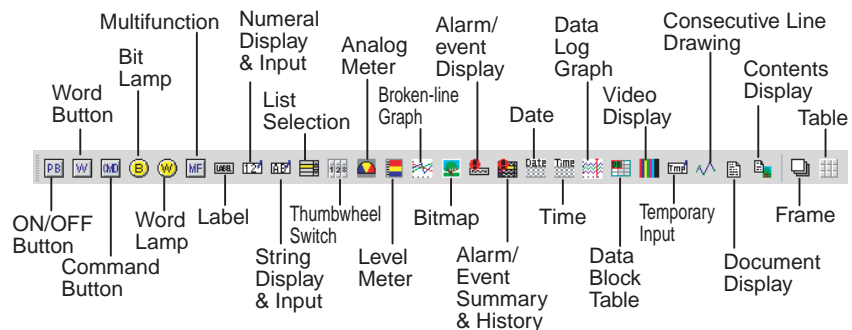 Multifunction
Numeral
Display
& Input
Analog
Meter
Alarm/
event
Display
Data
Log
Graph
Consecutive Line
Drawing
Bit
Lamp
Contents
Display
Word
Button
List
Selection
Broken-line
Graph
Date
Video
Display
Table
PB
W
CMD
B
W
MF
LABEL
Date
Time
DB
Tmp
ON/OFF
Button
Word
Lamp
Label
Thumbwheel
Switch
Bitmap
Time
Temporary
Input
Frame
Command
Button
String
Display
& Input
Level
Meter
Alarm/
Event
Summary
& History
Data
Block
Table
Document
Display